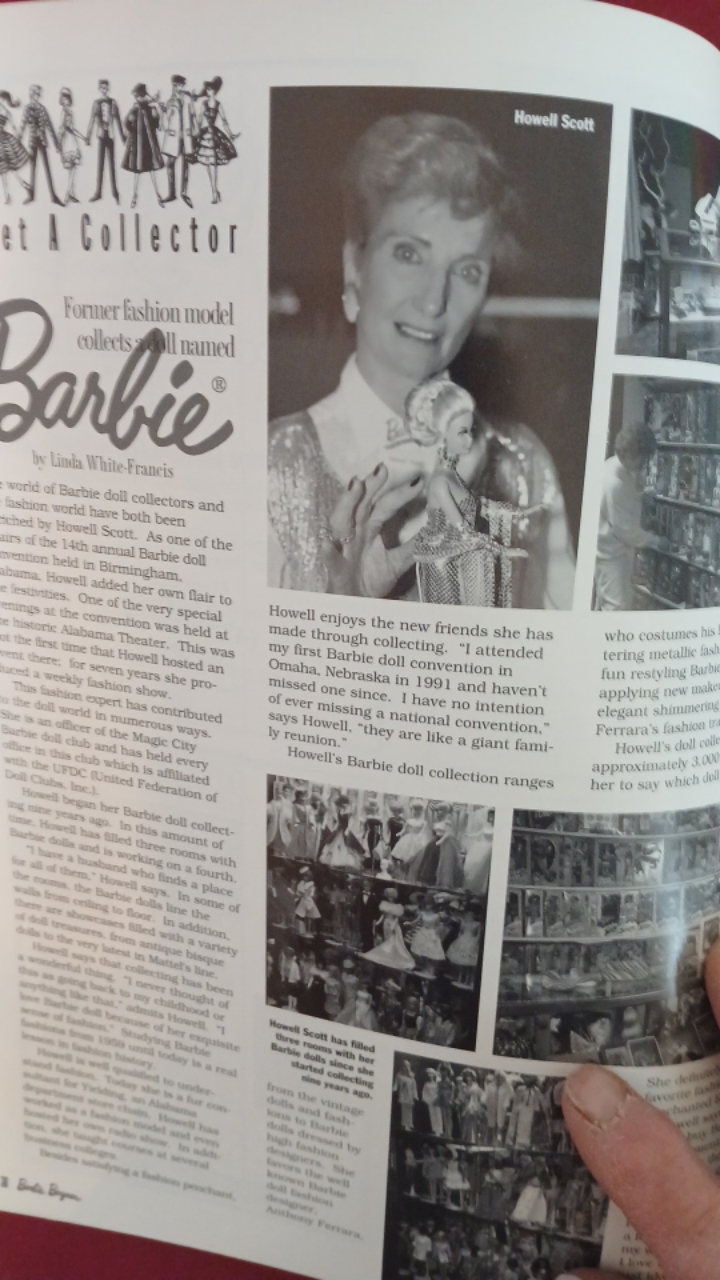 et A Collector
Former fashion model
collects a doll named
Barbie®
by Linda White-Francis
world of Barbie doll collectors and
fashion world have both been
ched by Howell Scott. As one of the
airs of the 14th annual Barbie doll
nvention held in Birmingham,
abama, Howell added her own flair to
e festivities. One of the very special
enings at the convention was held at
e historic Alabama Theater. This was
ot the first time that Howell hosted an
vent there; for seven years she pro-
duced a weekly fashion show.
This fashion expert has contributed
to the doll world in numerous ways.
She is an officer of the Magic City
Barbie doll club and has held every
office in this club which is affiliated
with the UFDC (United Federation of
Doll Clubs, Inc.).
Howell began her Barbie doll collect-
ing nine years ago. In this amount of
time, Howell has filled three rooms with
Barbie dolls and is working on a fourth.
"I have a husband who finds a place
for all of them," Howell says. In some of
the rooms, the Barbie dolls line the
walls from ceiling to floor. In addition,
there are showcases filled with a variety
of doll treasures, from antique bisque
dolls to the very latest in Mattel's line.
Howell says that collecting has been
a wonderful thing. "I never thought of
this as going back to my childhood or
anything like that," admits Howell. "I
love Barbie doll because of her exquisite
sense of fashion." Studying Barbie
fashions from 1959 until today is a real
lesson in fashion history.
Howell is well qualified to under-
stand fashion. Today she is a fur con-
sultant for Yielding, an Alabama
department store chain. Howell has
worked as a fashion model and even
hosted her own radio show. In addi-
tion, she taught courses at several
business colleges.
Besides satisfying a fashion penchant,
Barbie Bazaar
Howell Scott
Howell enjoys the new friends she has
made through collecting. "I attended
my first Barbie doll convention in
Omaha, Nebraska in 1991 and haven't
missed one since. I have no intention
of ever missing a national convention,"
says Howell, "they are like a giant fami-
ly reunion."
Howell's Barbie doll collection ranges
Howell Scott has filled
three rooms with her
Barbie dolls since she
started collecting
nine years ago.
from the vintage
dolls and fash-
ions to Barbie
dolls dressed by
high fashion
designers. She
favors the well
known Barbie
doll fashion
designer,
Anthony Ferrara,
who costumes his
tering metallic fash
fun restyling Barbie
applying new make
elegant shimmering
Ferrara's fashion
Howell's doll colle
approximately 3,000
her to say which doll
She
favorite